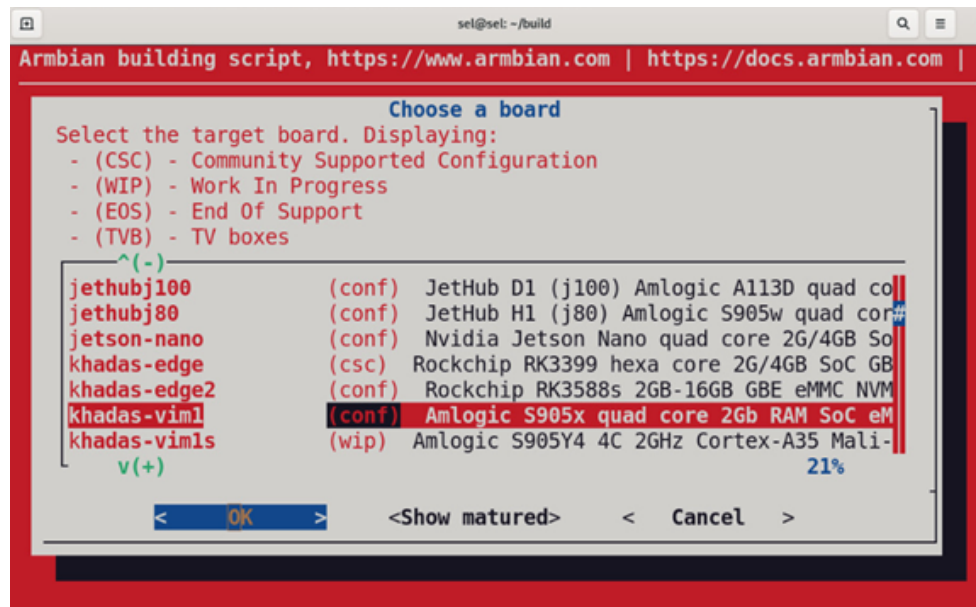 sel@sel: ~/build
Armbian building script, https://www.armbian.com | https://docs.armbian.com |
Choose a board
Select the target board. Displaying:
- (CSC) - Community Supported Configuration
- (WIP) - Work In Progress
- (EOS) - End Of Support
- (TVB) - TV boxes
^(-)
jethubj100 (conf) JetHub D1 (j100) Amlogic A113D quad co
jethubj80 (conf) JetHub H1 (j80) Amlogic S905w quad cor#
jetson-nano (conf) Nvidia Jetson Nano quad core 2G/4GB So
khadas-edge (csc) Rockchip RK3399 hexa core 2G/4GB SoC GB
khadas-edge2 (conf) Rockchip RK3588s 2GB-16GB GBE eMMC NVM
khadas-vim1 (conf) Amlogic S905x quad core 2Gb RAM SoC eM
khadas-vim1s (wip) Amlogic S905Y4 4C 2GHz Cortex-A35 Mali-
v(+) 21%
< OK > <Show matured> < Cancel >